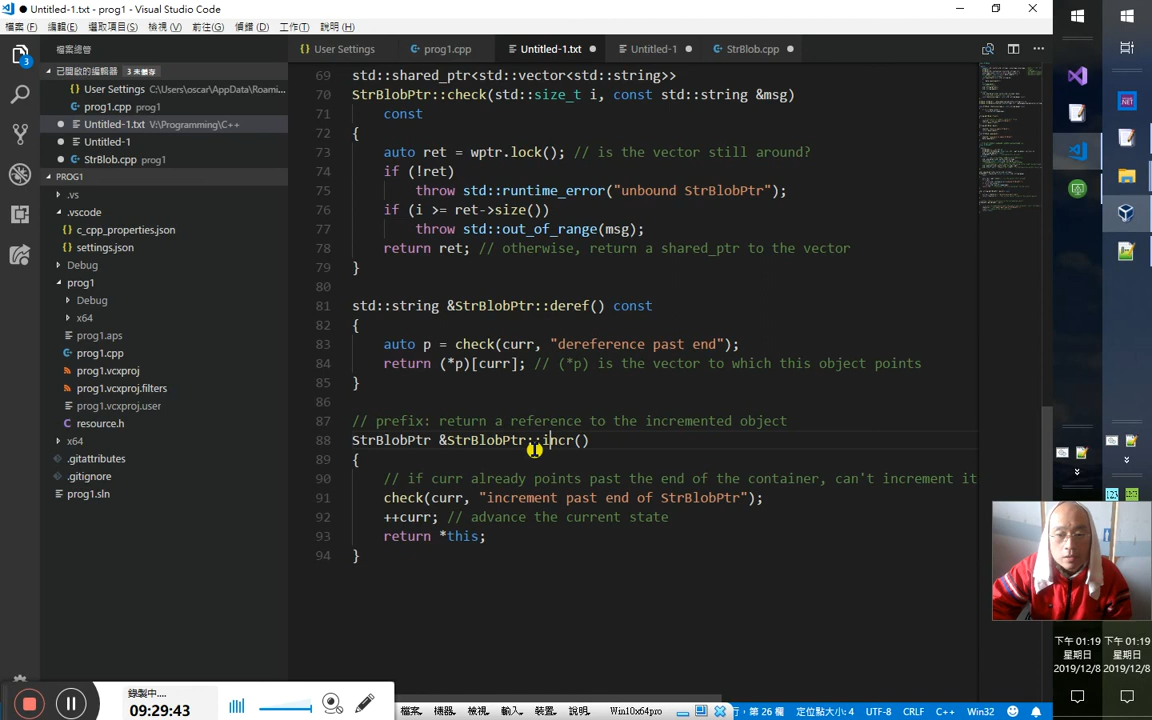 Untitled-1.txt - prog1 - Visual Studio Code
檔案 (F) 編輯(E) 選取項目(S) 檢視 (V) 前往(G) 偵錯 (D) 工作(T) 說明 (H)
檔案總管
User Settings
prog1.cpp
Untitled-1.txt
Untitled-1
StrBlob.cpp
3
已開啟的編輯器 3 未儲存
User Settings C:\Users\oscar\AppData\Roami...
prog1.cpp prog1
Untitled-1.txt V:\Programming\C++
Untitled-1
StrBlob.cpp prog1
PROG1
.vs
.vscode
c_cpp_properties.json
settings.json
Debug
prog1
Debug
x64
prog1.aps
prog1.cpp
prog1.vcxproj
prog1.vcxproj.filters
prog1.vcxproj.user
resource.h
x64
.gitattributes
.gitignore
prog1.sln
69 std::shared_ptr<std::vector<std::string>>
70 StrBlobPtr::check(std::size_t i, const std::string &msg)
71 const
72 {
73 auto ret = wptr.lock(); // is the vector still around?
74 if (!ret)
75 throw std::runtime_error("unbound StrBlobPtr");
76 if (i >= ret->size())
77 throw std::out_of_range(msg);
78 return ret; // otherwise, return a shared_ptr to the vector
79 }
80
81 std::string &StrBlobPtr::deref() const
82 {
83 auto p = check(curr, "dereference past end");
84 return (*p)[curr]; // (*p) is the vector to which this object points
85 }
86
87 // prefix: return a reference to the incremented object
88 StrBlobPtr &StrBlobPtr::incr()
89 {
90 // if curr already points past the end of the container, can't increment it
91 check(curr, "increment past end of StrBlobPtr");
92 ++curr; // advance the current state
93 return *this;
94 }
下午 01:19
星期日
2019/12/8
下午 01:19
星期日
2019/12/8
錄製中....
09:29:43
檔案 機器 檢視 輸入 裝置 說明 Win10x64pro
行，第 26 欄 定位點大小: 4 UTF-8 CRLF C++ Win32